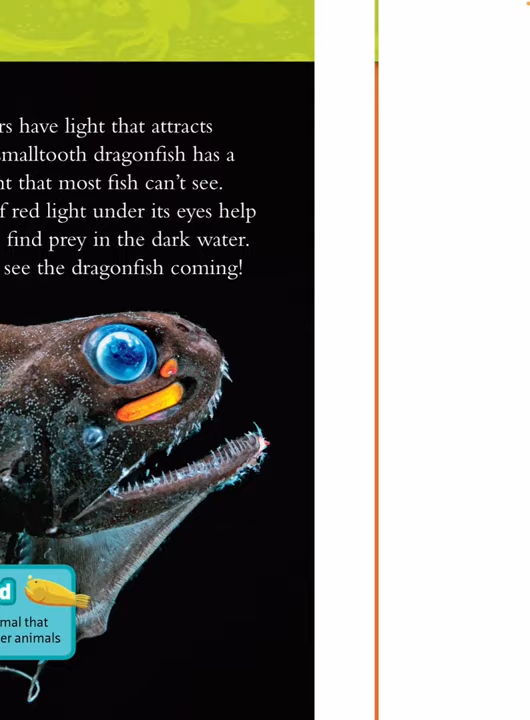 rs have light that attracts
smalltooth dragonfish has a
nt that most fish can't see.
f red light under its eyes help
find prey in the dark water.
see the dragonfish coming!
d
mal that
er animals